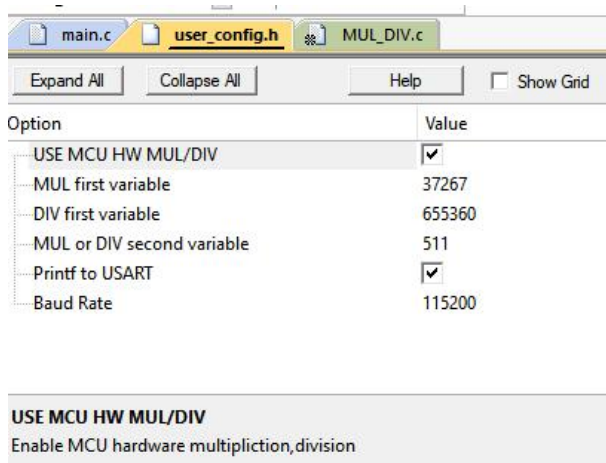 main.c user_config.h MUL_DIV.c
Expand All Collapse All Help Show Grid
Option Value
USE MCU HW MUL/DIV
MUL first variable 37267
DIV first variable 655360
MUL or DIV second variable 511
Printf to USART
Baud Rate 115200
USE MCU HW MUL/DIV
Enable MCU hardware multipliction,division